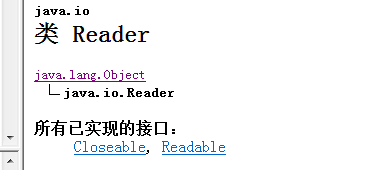 java.io
类 Reader
java.lang.Object
java.io.Reader
所有已实现的接口：
Closeable, Readable